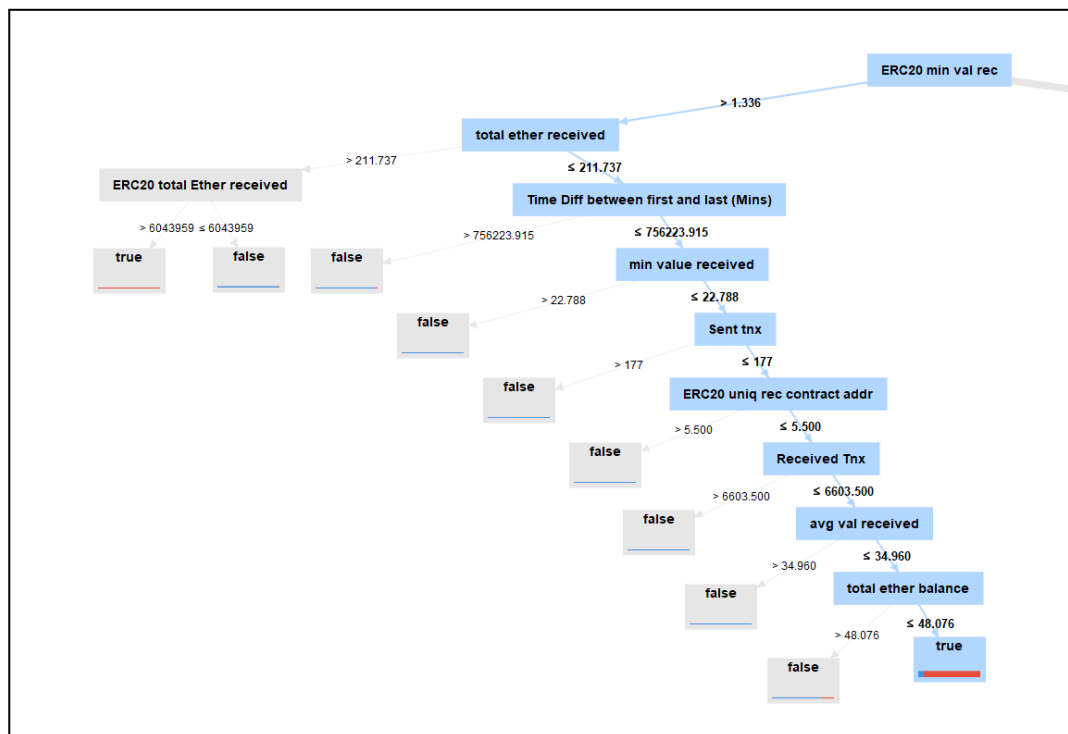 ERC20 min val rec
> 1.336
total ether received
> 211.737
≤ 211.737
ERC20 total Ether received
Time Diff between first and last (Mins)
> 6043959 ≤ 6043959
> 756223.915
≤ 756223.915
true
false
false
min value received
> 22.788
≤ 22.788
false
Sent tnx
> 177
≤ 177
false
ERC20 uniq rec contract addr
> 5.500
≤ 5.500
false
Received Tnx
> 6603.500
≤ 6603.500
false
avg val received
> 34.960
≤ 34.960
false
total ether balance
> 48.076
≤ 48.076
false
true